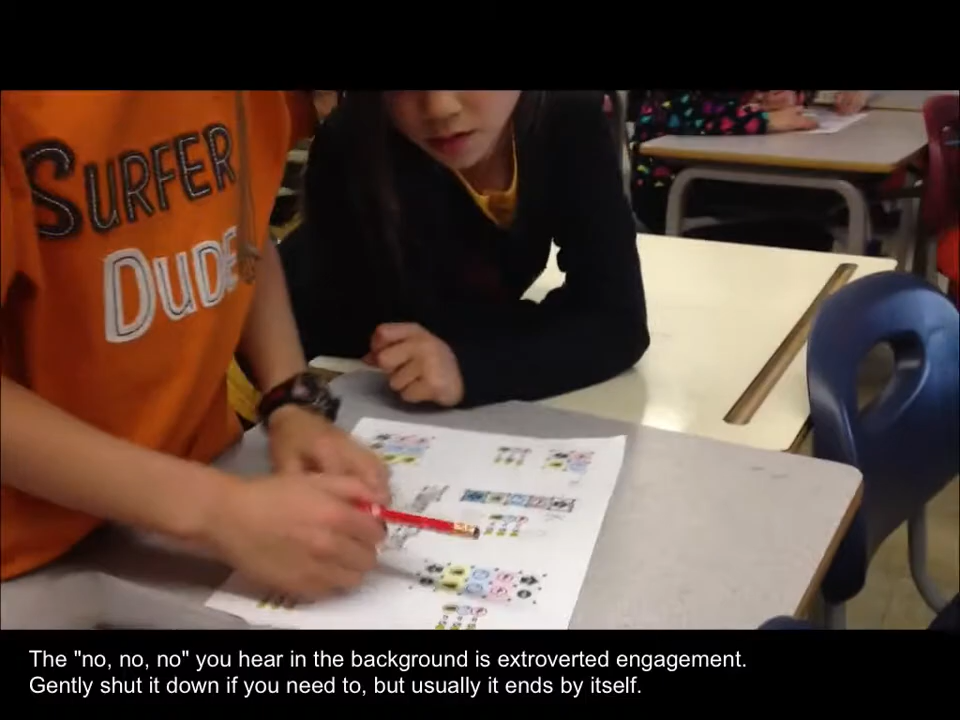 SURFER
DUDE
The "no, no, no" you hear in the background is extroverted engagement.
Gently shut it down if you need to, but usually it ends by itself.